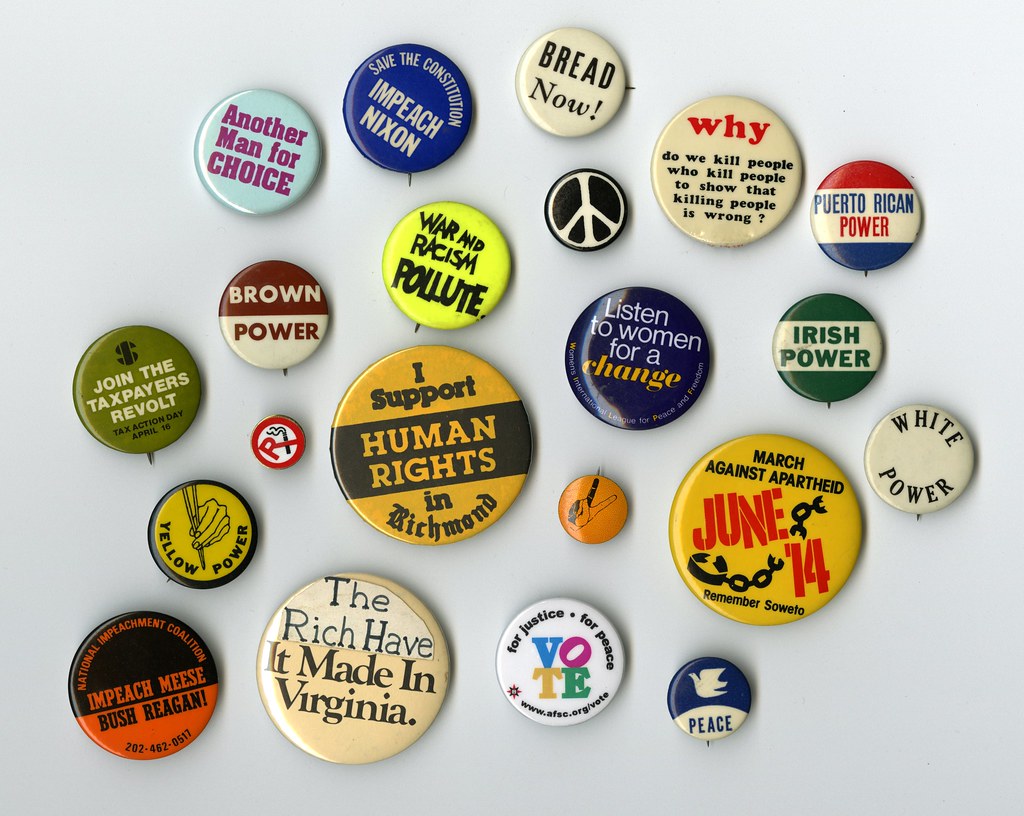 Another
Man for
CHOICE
SAVE THE CONSTITUTION
IMPEACH
NIXON
BREAD
Now!
why
do we kill people
who kill people
to show that
killing people
is wrong ?
PUERTO RICAN
POWER
WAR AND
RACISM
POLLUTE.
BROWN
POWER
Listen
to women
for a
change
Womens International League for Peace and Freedom
IRISH
POWER
$
JOIN THE
TAXPAYERS
REVOLT
TAX ACTION DAY
APRIL 16
I
Support
HUMAN
RIGHTS
in
Richmond
R
WHITE
POWER
MARCH
AGAINST APARTHEID
JUNE
'14
Remember Soweto
YELLOW POWER
NATIONAL IMPEACHMENT COALITION
IMPEACH MEESE
BUSH REAGAN!
202-462-0517
The
Rich Have
It Made In
Virginia.
for justice • for peace
VO
TE
www.afsc.org/vote
PEACE